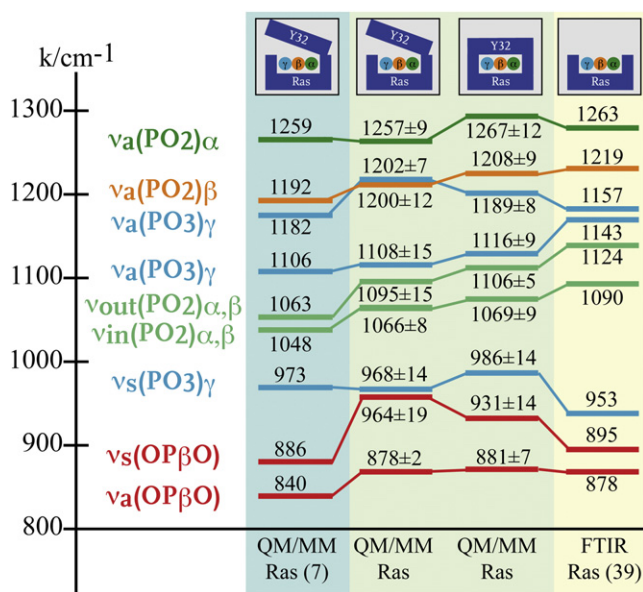 Y32 Y32 Y32
γ β α γ β α γ β α γ β α
Ras Ras Ras Ras
k/cm-1
1300
1200
1100
1000
900
800
νa(PO2)α 1259 1257±9 1267±12 1263
νa(PO2)β 1192 1200±12 1208±9 1219
νa(PO3)γ 1182 1202±7 1189±8 1157
νa(PO3)γ 1106 1108±15 1116±9 1143
νout(PO2)α,β 1063 1095±15 1106±5 1124
νin(PO2)α,β 1048 1066±8 1069±9 1090
νs(PO3)γ 973 968±14 986±14 953
νs(OPβO) 886 964±19 931±14 895
νa(OPβO) 840 878±2 881±7 878
QM/MM QM/MM QM/MM FTIR
Ras (7) Ras Ras Ras (39)